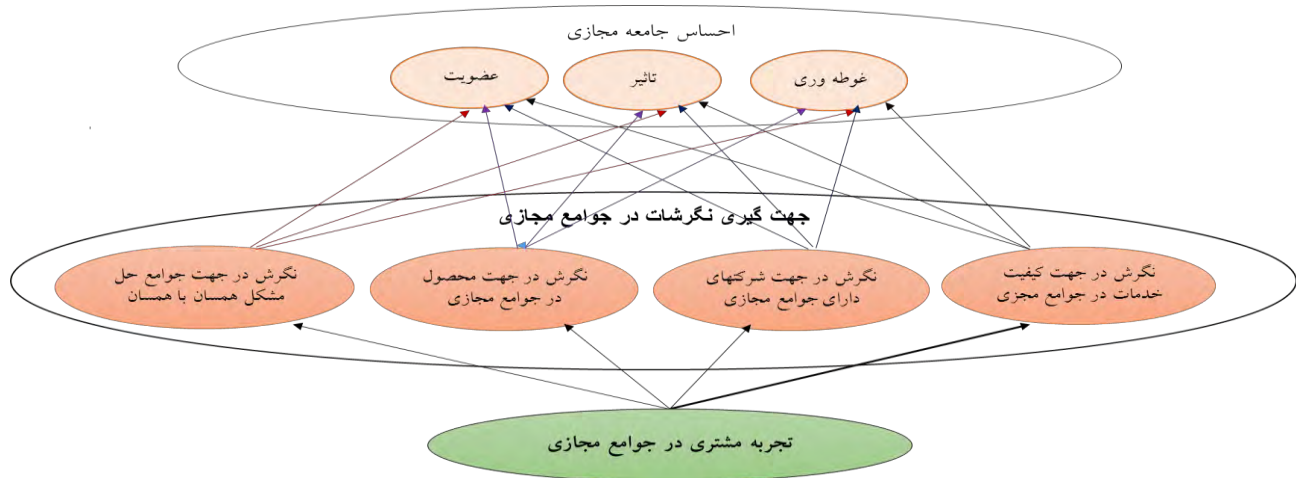 احساس جامعه مجازی
غوطه وری
تاثیر
عضویت
جهت گیری نگرشات در جوامع مجازی
نگرش در جهت کیفیت
خدمات در جوامع مجزی
نگرش در جهت شرکتهای
دارای جوامع مجازی
نگرش در جهت محصول
در جوامع مجازی
نگرش در جهت جوامع حل
مشکل همسان با همسان
تجربه مشتری در جوامع مجازی